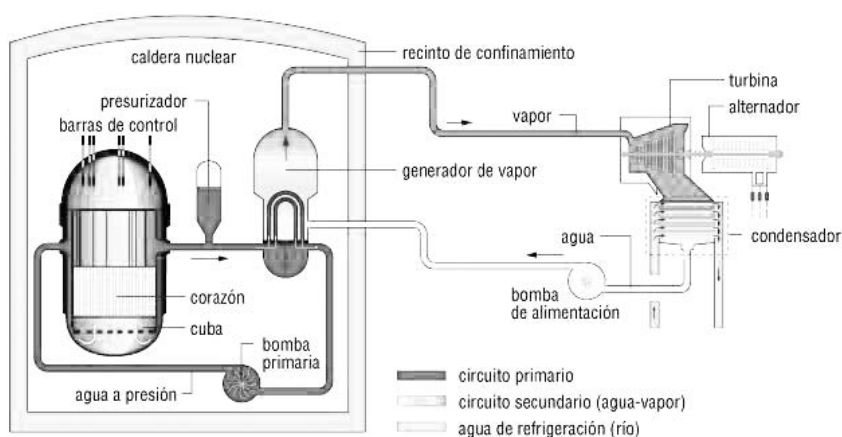 caldera nuclear
recinto de confinamiento
presurizador
barras de control
vapor
turbina
alternador
generador de vapor
agua
condensador
bomba
de alimentación
corazón
cuba
bomba
primaria
agua a presión
circuito primario
circuito secundario (agua-vapor)
agua de refrigeración (río)